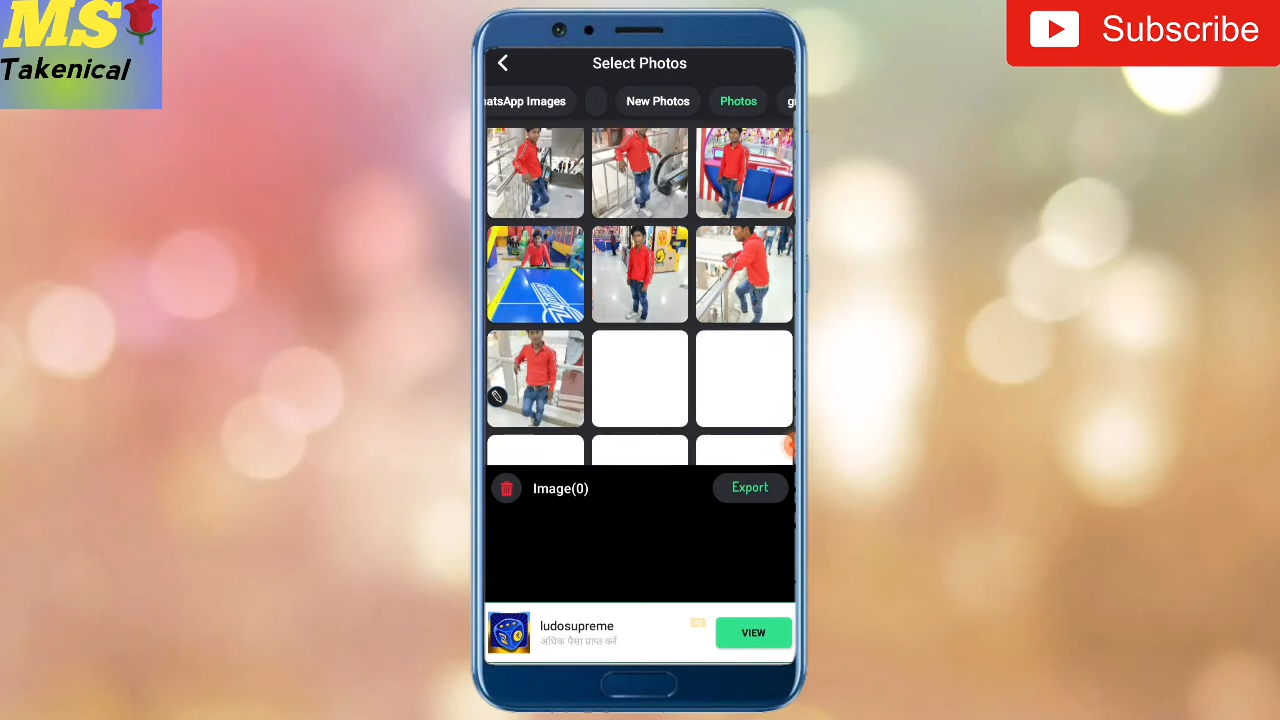 MS
Takenical
Subscribe
Select Photos
atsApp Images
New Photos
Photos
Image(0)
Export
ludosupreme
अधिक पैसा प्राप्त करें
VIEW